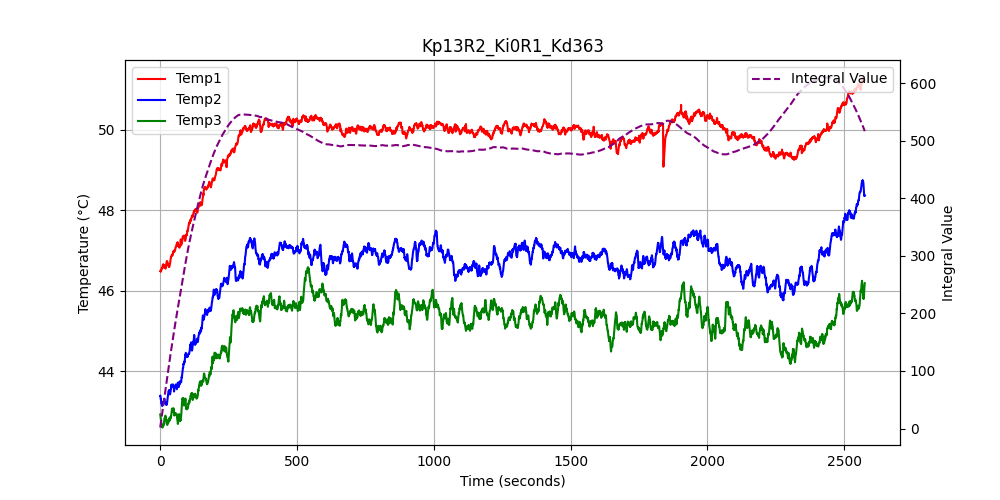 Kp13R2_Ki0R1_Kd363
Temp1
Temp2
Temp3
Integral Value
50
48
46
44
600
500
400
300
200
100
0
Temperature (°C)
Integral Value
0
500
1000
1500
2000
2500
Time (seconds)